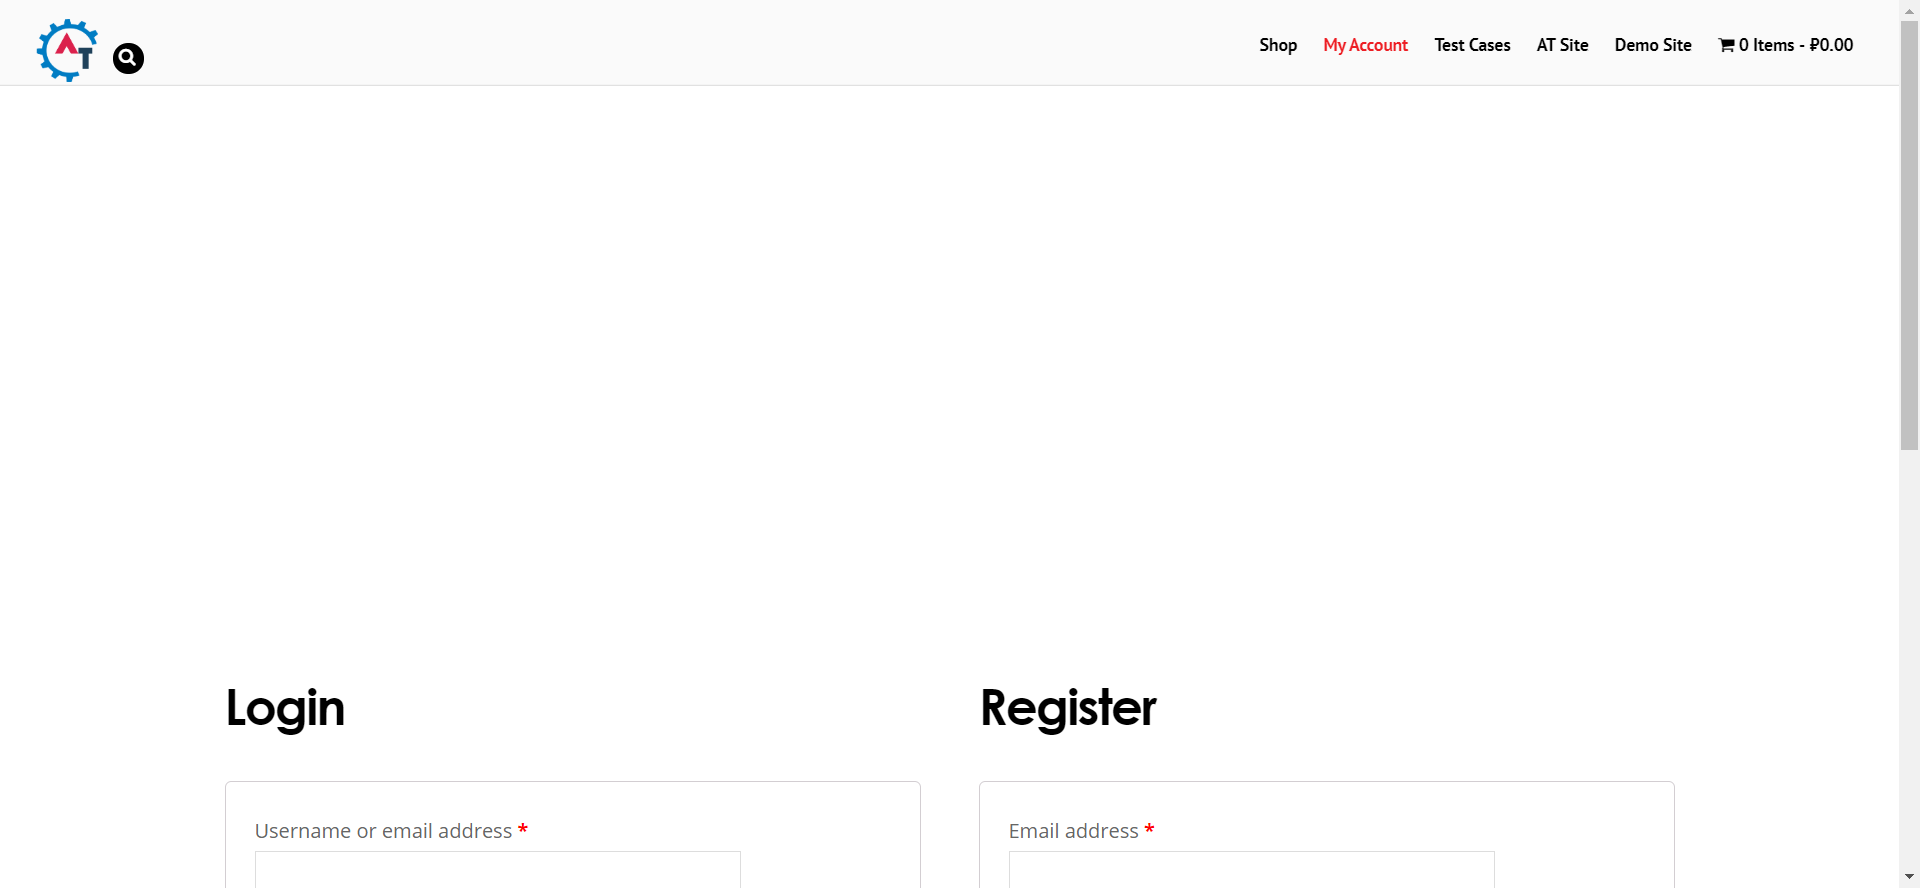 AT
Shop
My Account
Test Cases
AT Site
Demo Site
0 Items - ₽0.00
Login
Register
Username or email address *
Email address *